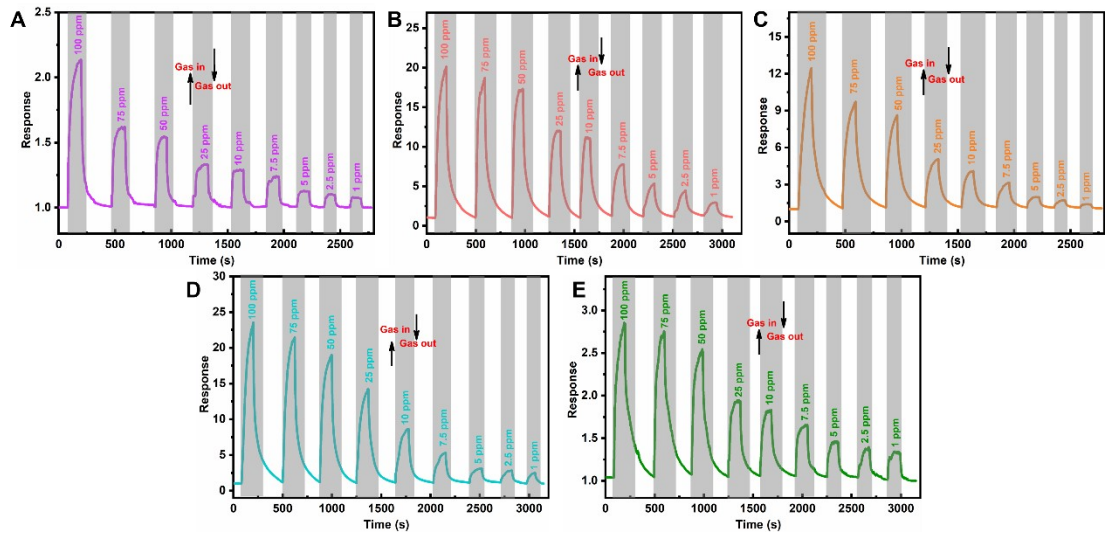 A
Response
2.5
2.0
1.5
1.0
100 ppm
75 ppm
50 ppm
25 ppm
10 ppm
7.5 ppm
5 ppm
2.5 ppm
1 ppm
Gas in
Gas out
0 500 1000 1500 2000 2500
Time (s)
B
Response
25
20
15
10
5
0
100 ppm
75 ppm
50 ppm
25 ppm
10 ppm
7.5 ppm
5 ppm
2.5 ppm
1 ppm
Gas in
Gas out
0 500 1000 1500 2000 2500 3000
Time (s)
C
Response
15
12
9
6
3
0
100 ppm
75 ppm
50 ppm
25 ppm
10 ppm
7.5 ppm
5 ppm
2.5 ppm
1 ppm
Gas in
Gas out
0 500 1000 1500 2000 2500
Time (s)
D
Response
30
25
20
15
10
5
0
100 ppm
75 ppm
50 ppm
25 ppm
10 ppm
7.5 ppm
5 ppm
2.5 ppm
1 ppm
Gas in
Gas out
0 500 1000 1500 2000 2500 3000
Time (s)
E
Response
3.0
2.5
2.0
1.5
1.0
100 ppm
75 ppm
50 ppm
25 ppm
10 ppm
7.5 ppm
5 ppm
2.5 ppm
1 ppm
Gas in
Gas out
0 500 1000 1500 2000 2500 3000
Time (s)